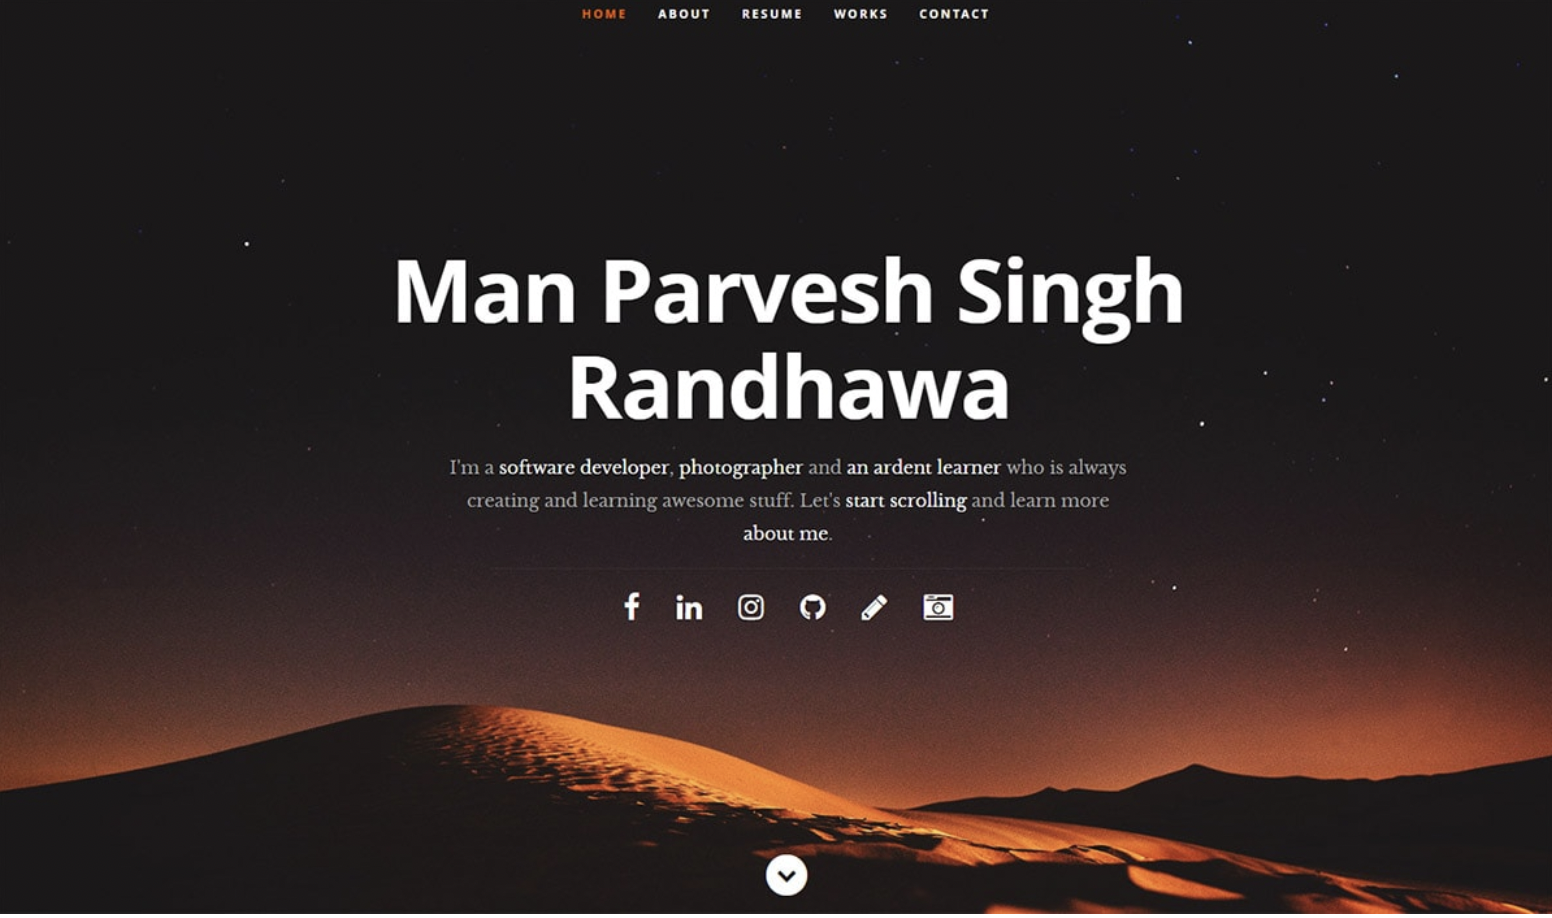 HOME ABOUT RESUME WORKS CONTACT
Man Parvesh Singh
Randhawa
I'm a software developer, photographer and an ardent learner who is always
creating and learning awesome stuff. Let's start scrolling and learn more
about me.